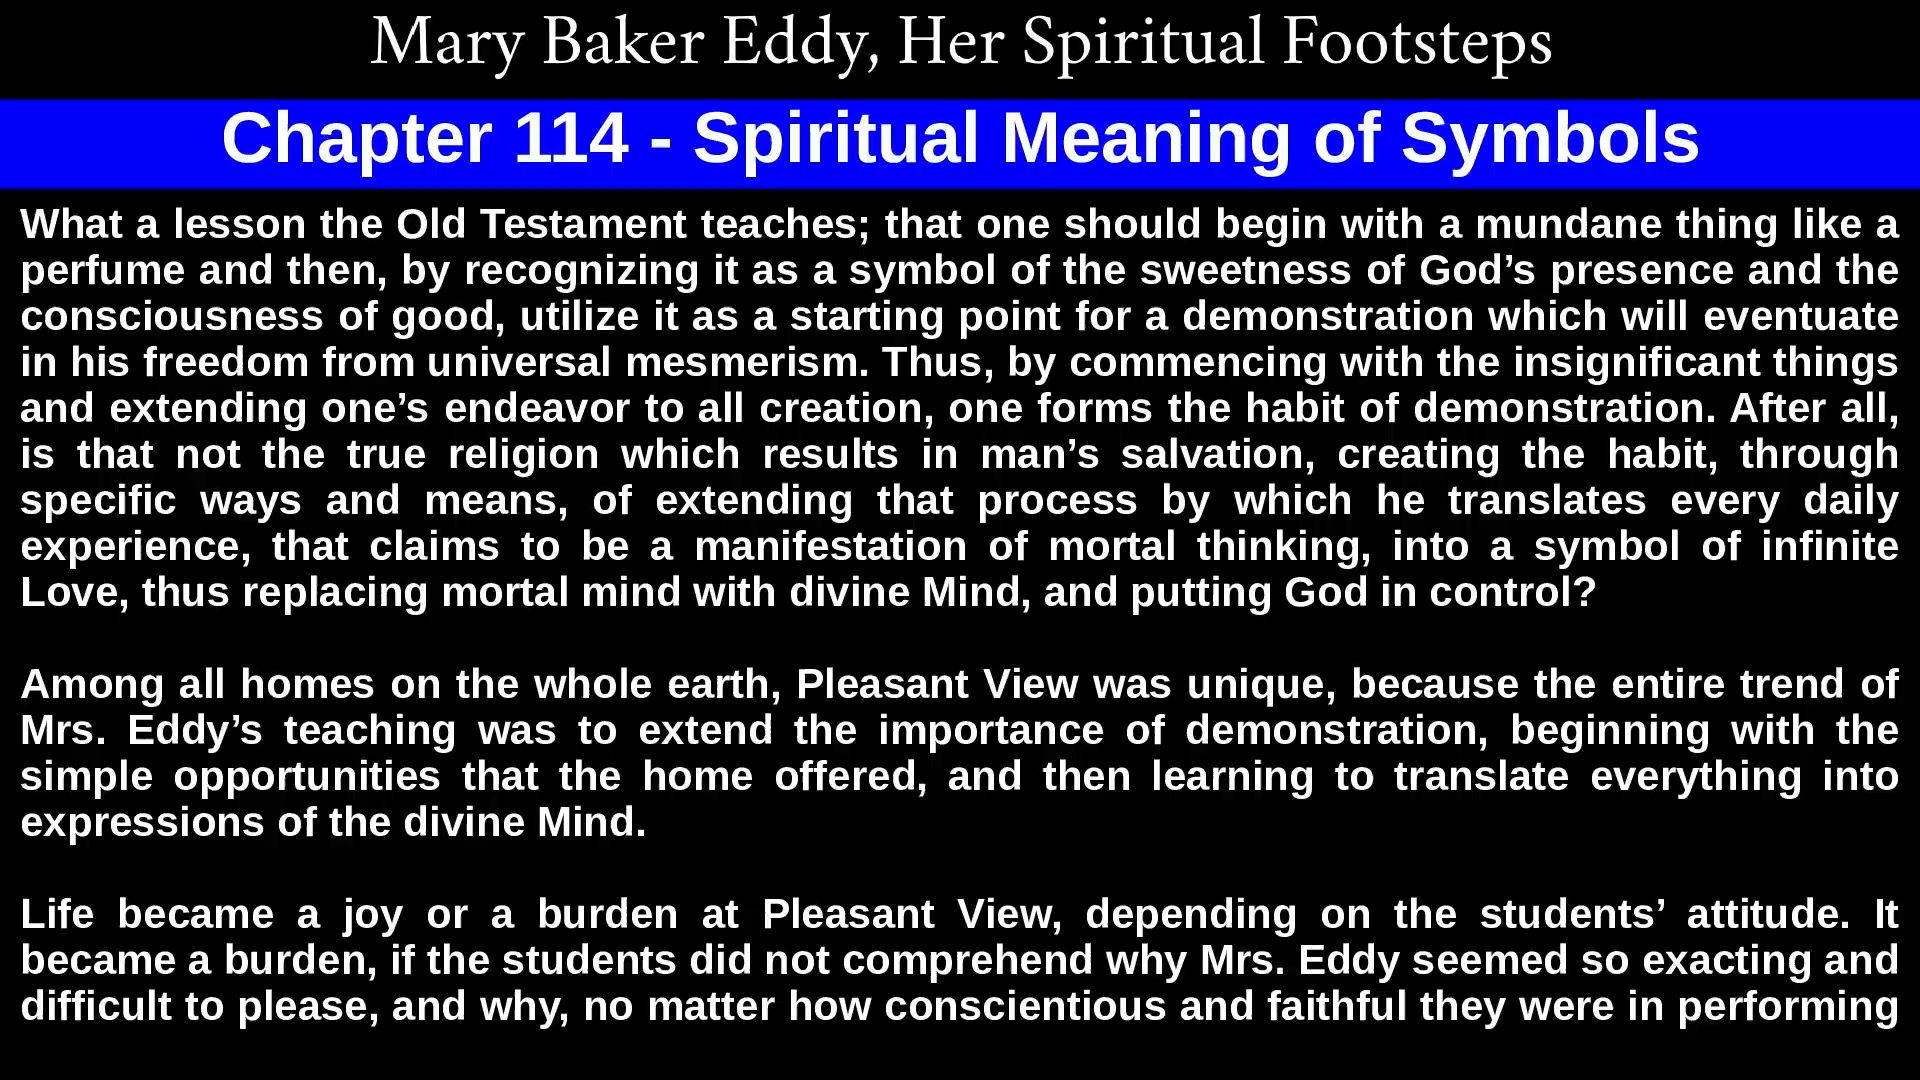 Mary Baker Eddy, Her Spiritual Footsteps
Chapter 114 - Spiritual Meaning of Symbols
What a lesson the Old Testament teaches; that one should begin with a mundane thing like a
perfume and then, by recognizing it as a symbol of the sweetness of God’s presence and the
consciousness of good, utilize it as a starting point for a demonstration which will eventuate
in his freedom from universal mesmerism. Thus, by commencing with the insignificant things
and extending one’s endeavor to all creation, one forms the habit of demonstration. After all,
is that not the true religion which results in man’s salvation, creating the habit, through
specific ways and means, of extending that process by which he translates every daily
experience, that claims to be a manifestation of mortal thinking, into a symbol of infinite
Love, thus replacing mortal mind with divine Mind, and putting God in control?
Among all homes on the whole earth, Pleasant View was unique, because the entire trend of
Mrs. Eddy’s teaching was to extend the importance of demonstration, beginning with the
simple opportunities that the home offered, and then learning to translate everything into
expressions of the divine Mind.
Life became a joy or a burden at Pleasant View, depending on the students’ attitude. It
became a burden, if the students did not comprehend why Mrs. Eddy seemed so exacting and
difficult to please, and why, no matter how conscientious and faithful they were in performing